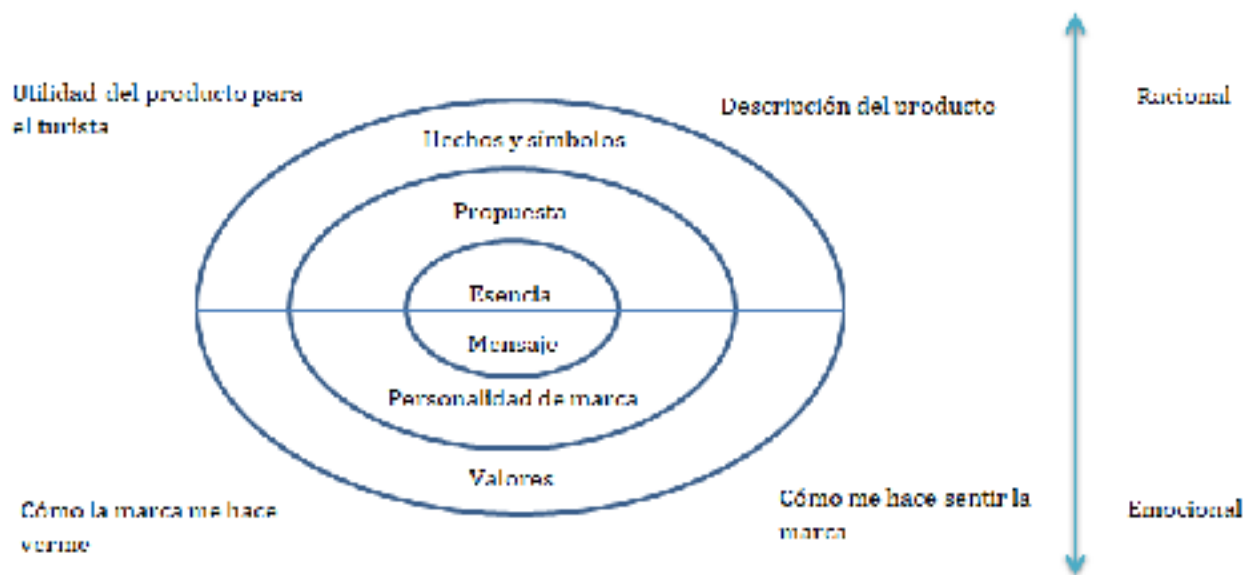 Utilidad del producto para
el turista
Descripción del producto
Racional
Hechos y símbolos
Propuesta
Esencia
Mensaje
Personalidad de marca
Valores
Cómo la marca me hace
verme
Cómo me hace sentir la
marca
Emocional